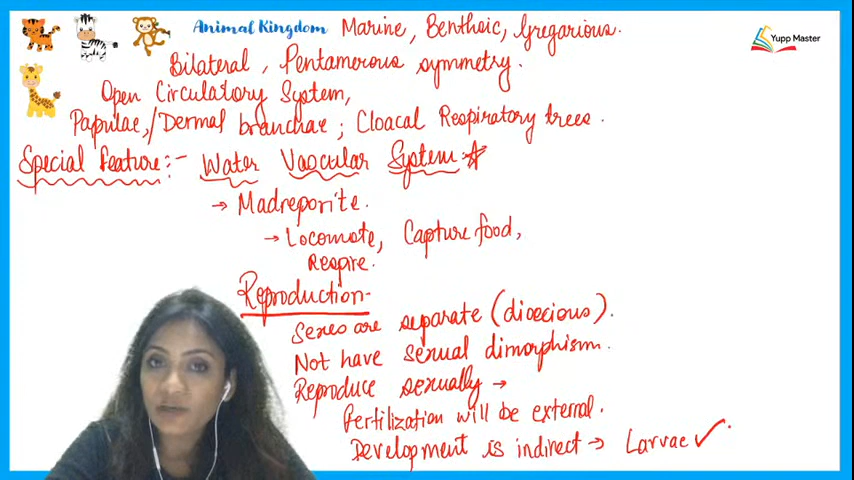 Animal Kingdom Marine, Benthoic, Gregarious.
Yupp Master
Bilateral, Pentamerous symmetry.
Open Circulatory System,
Papulae,/Dermal branchae ; Cloacal Respiratory trees.
Special feature:- Water Vascular System
→ Madreporite.
→ Locomote, Capture food,
Respire.
Reproduction-
Sexes are separate (dioecious).
Not have sexual dimorphism.
Reproduce sexually →
Fertilization will be external.
Development is indirect → Larvae ✓